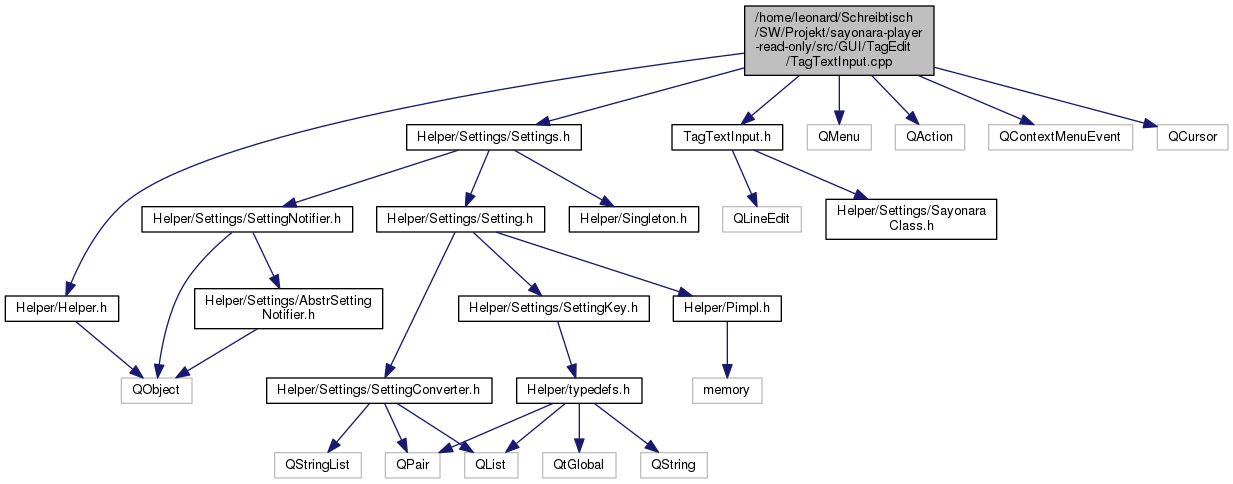 /home/leonard/Schreibtisch
/SW/Projekt/sayonara-player
-read-only/src/GUI/TagEdit
/TagTextInput.cpp
Helper/Settings/Settings.h
TagTextInput.h
QMenu
QAction
QContextMenuEvent
QCursor
Helper/Settings/SettingNotifier.h
Helper/Settings/Setting.h
Helper/Singleton.h
QLineEdit
Helper/Settings/Sayonara
Class.h
Helper/Helper.h
Helper/Settings/AbstrSetting
Notifier.h
Helper/Settings/SettingKey.h
Helper/Pimpl.h
QObject
Helper/Settings/SettingConverter.h
Helper/typedefs.h
memory
QStringList
QPair
QList
QtGlobal
QString